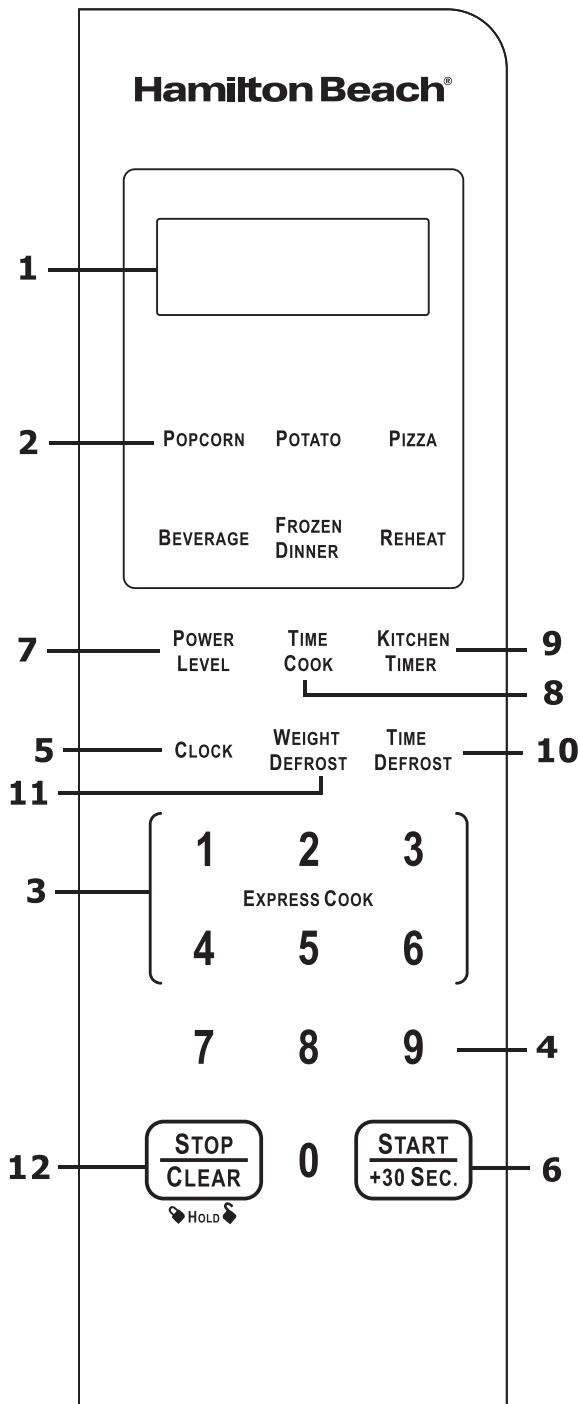 Hamilton Beach®
1
2 POPCORN POTATO PIZZA
BEVERAGE FROZEN DINNER REHEAT
7 POWER LEVEL TIME COOK KITCHEN TIMER 9
8
5 CLOCK WEIGHT DEFROST TIME DEFROST 10
11
1 2 3
3 EXPRESS COOK
4 5 6
7 8 9 4
12 STOP CLEAR 0 START +30 SEC. 6
HOLD